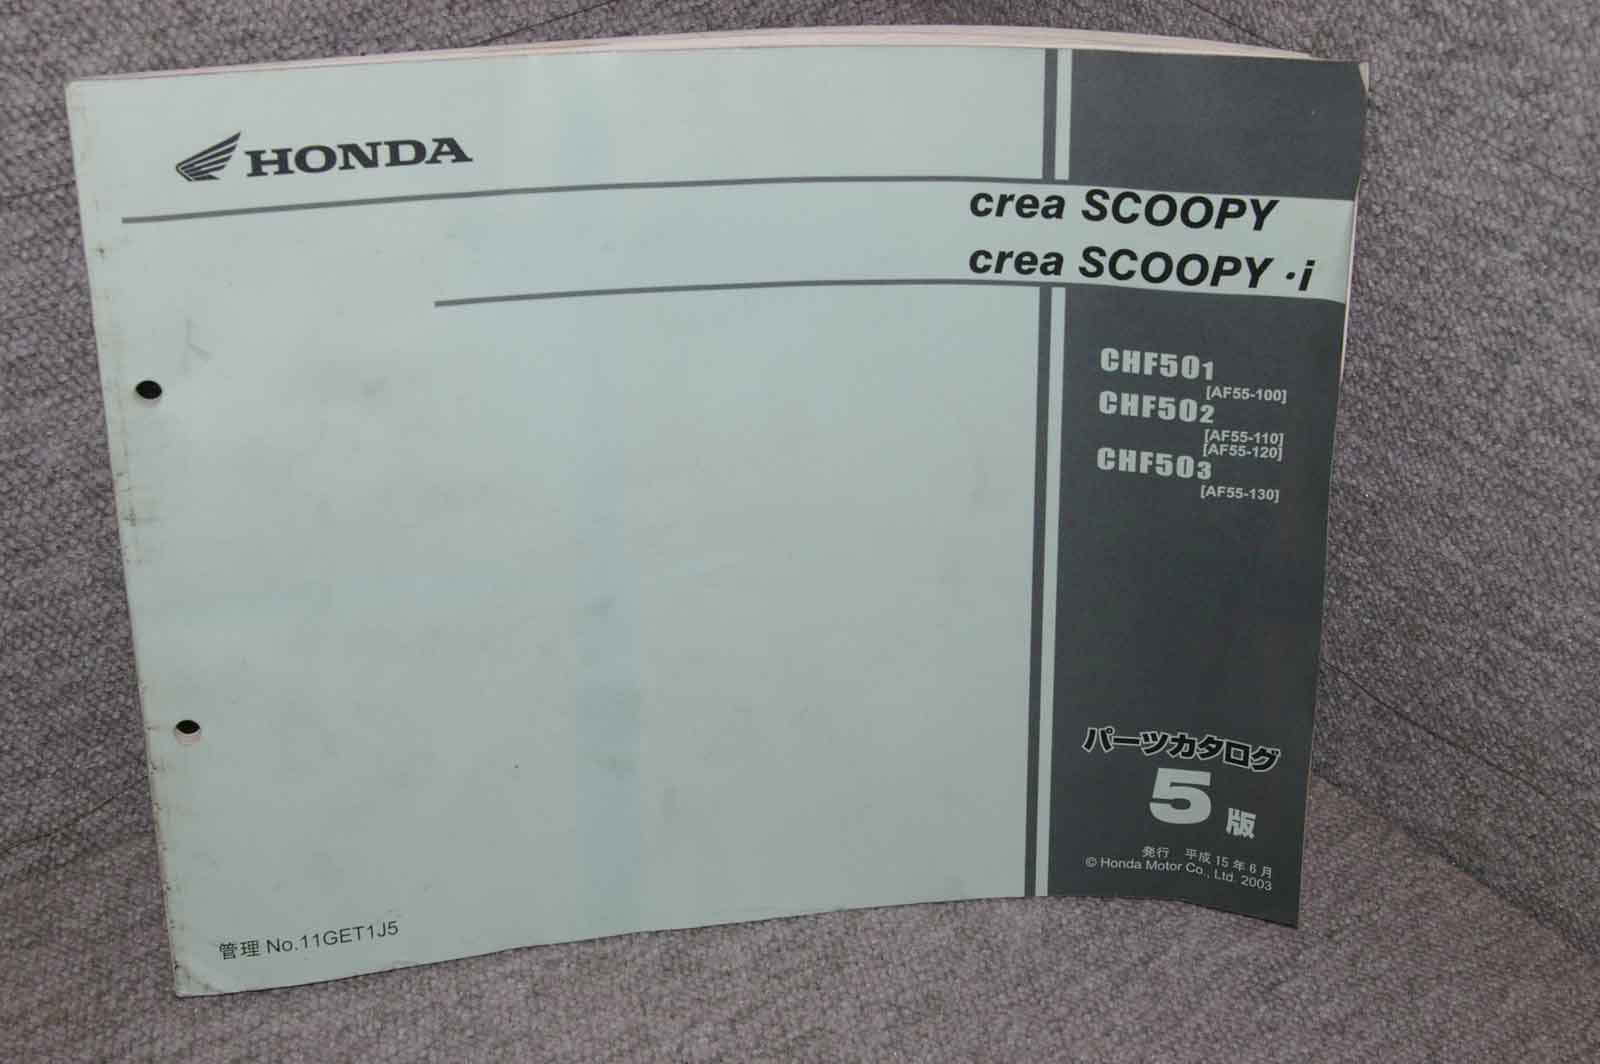 HONDA
crea SCOOPY
crea SCOOPY・i
CHF501
[AF55-100]
CHF502
[AF55-110]
[AF55-120]
CHF503
[AF55-130]
パーツカタログ
5 版
発行 平成 15 年 6 月
© Honda Motor Co., Ltd. 2003
管理 No.11GET1J5